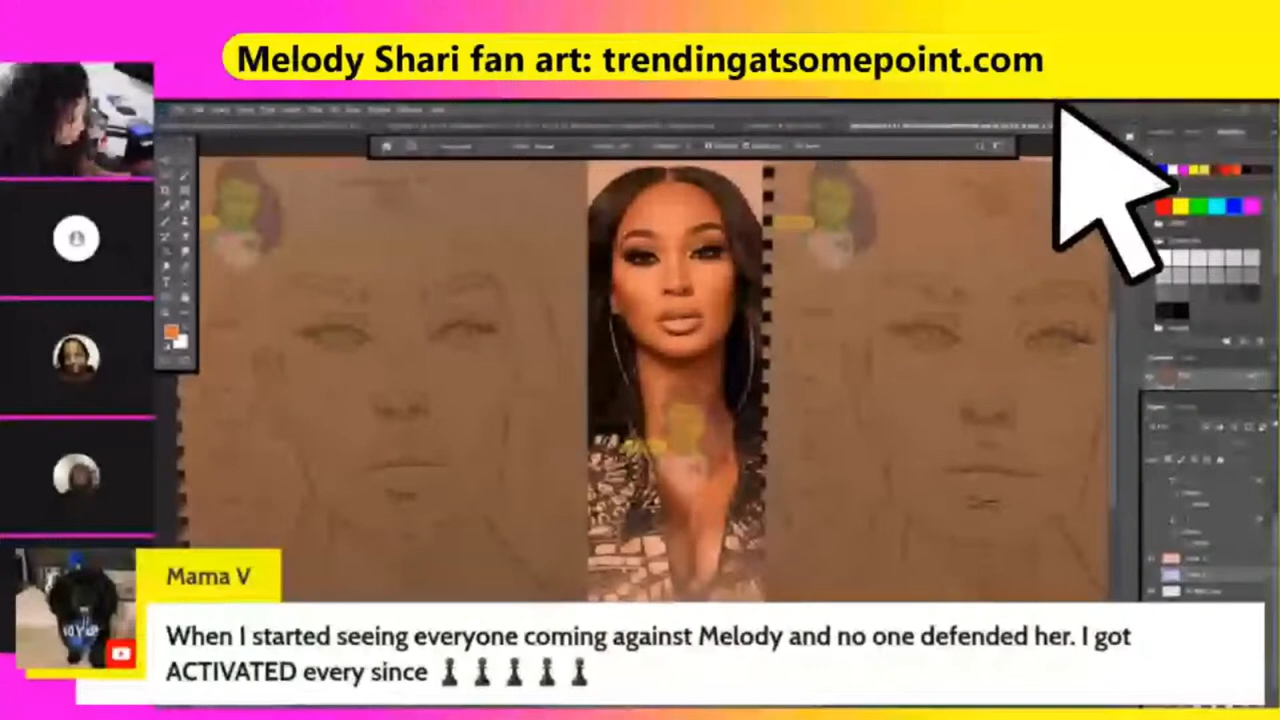 Melody Shari fan art: trendingatsomepoint.com
Mama V
When I started seeing everyone coming against Melody and no one defended her. I got
ACTIVATED every since ♟ ♟ ♟ ♟ ♟